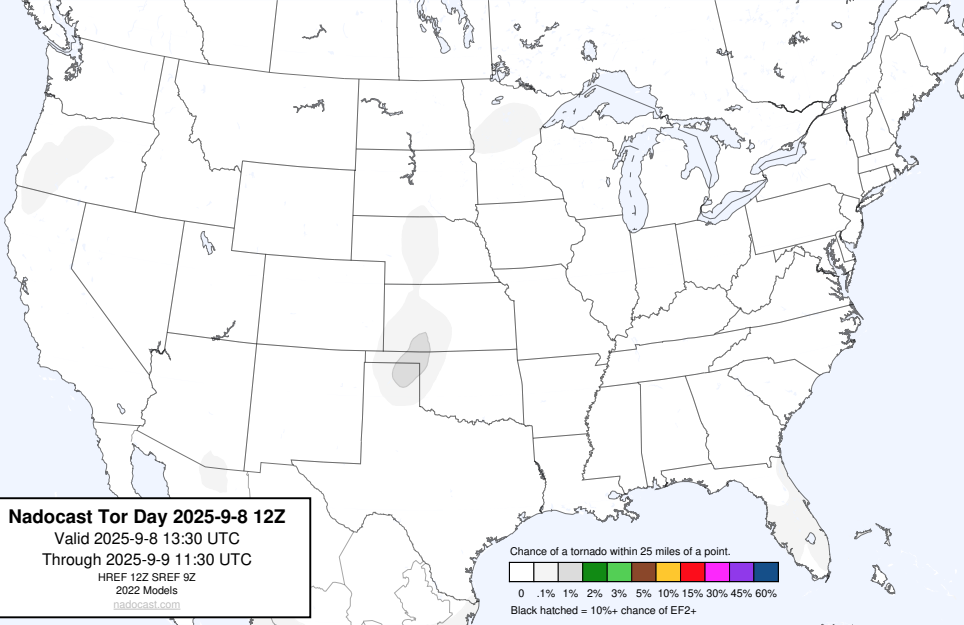 Nadocast Tor Day 2025-9-8 12Z
Valid 2025-9-8 13:30 UTC
Through 2025-9-9 11:30 UTC
HREF 12Z SREF 9Z
2022 Models
nadocast.com
Chance of a tornado within 25 miles of a point.
0 .1% 1% 2% 3% 5% 10% 15% 30% 45% 60%
Black hatched = 10%+ chance of EF2+